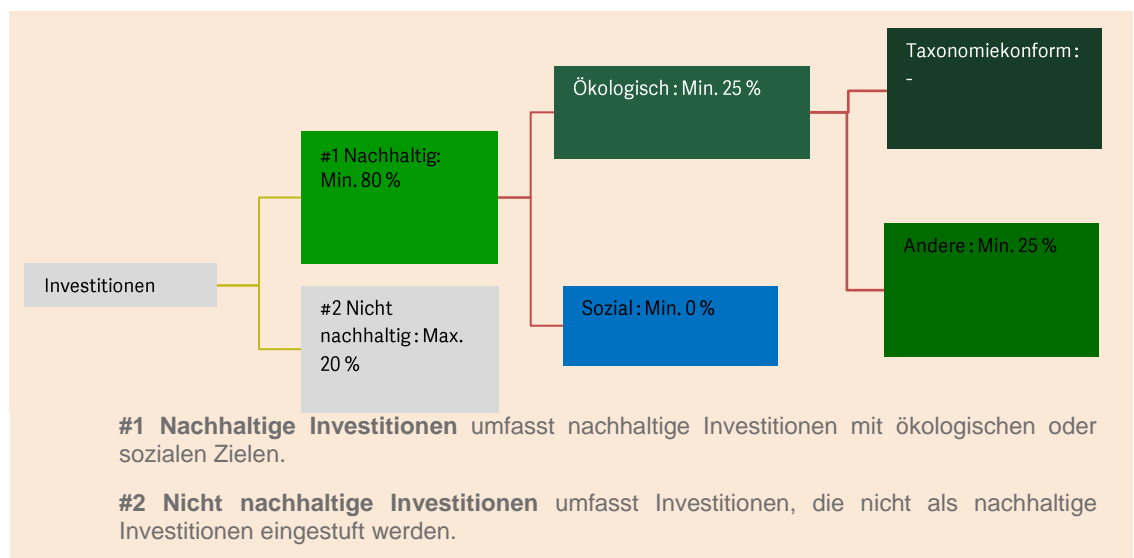 Investitionen
#1 Nachhaltig:
Min. 80 %
#2 Nicht
nachhaltig: Max.
20 %
Ökologisch: Min. 25 %
Sozial: Min. 0 %
Taxonomiekonform:
-
Andere: Min. 25 %
#1 Nachhaltige Investitionen umfasst nachhaltige Investitionen mit ökologischen oder
sozialen Zielen.
#2 Nicht nachhaltige Investitionen umfasst Investitionen, die nicht als nachhaltige
Investitionen eingestuft werden.